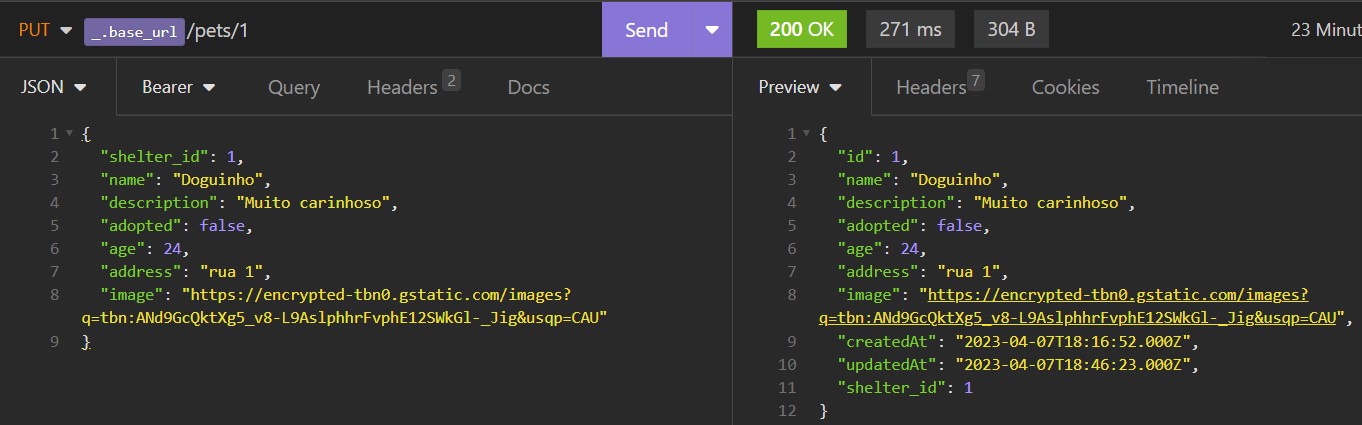 PUT _.base_url /pets/1 Send 200 OK 271 ms 304 B 23 Minut
JSON Bearer Query Headers 2 Docs Preview Headers 7 Cookies Timeline
1 {
2 "shelter_id": 1,
3 "name": "Doguinho",
4 "description": "Muito carinhoso",
5 "adopted": false,
6 "age": 24,
7 "address": "rua 1",
8 "image": "https://encrypted-tbn0.gstatic.com/images?
q=tbn:ANd9GcQktXg5_v8-L9AslphhrFvphE12SWkGl-_Jig&usqp=CAU"
9 }
1 {
2 "id": 1,
3 "name": "Doguinho",
4 "description": "Muito carinhoso",
5 "adopted": false,
6 "age": 24,
7 "address": "rua 1",
8 "image": "https://encrypted-tbn0.gstatic.com/images?
q=tbn:ANd9GcQktXg5_v8-L9AslphhrFvphE12SWkGl-_Jig&usqp=CAU",
9 "createdAt": "2023-04-07T18:16:52.000Z",
10 "updatedAt": "2023-04-07T18:46:23.000Z",
11 "shelter_id": 1
12 }